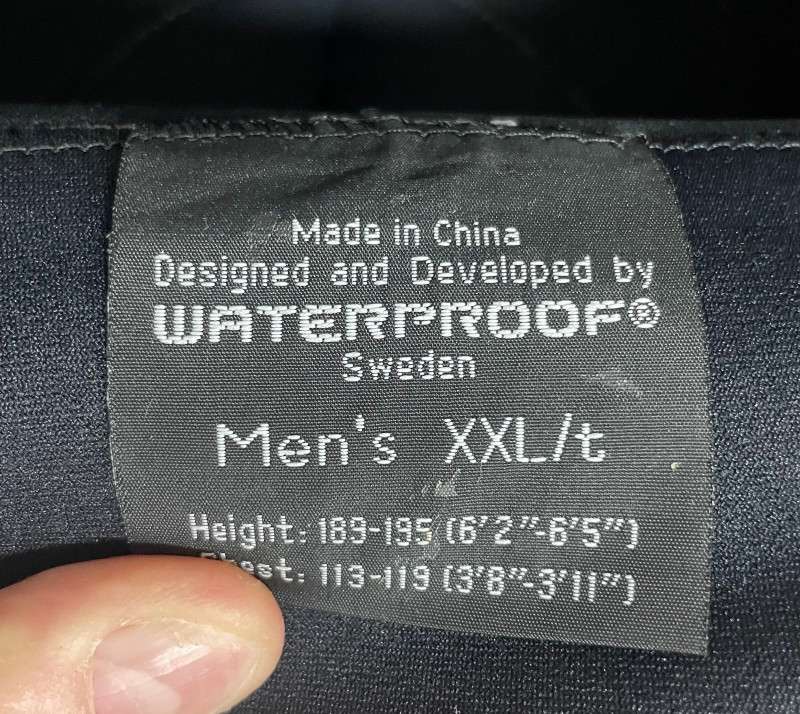 Made in China
Designed and Developed by
WATERPROOF®
Sweden
Men's XXL/t
Height: 189-195 (6'2"-6'5")
Chest: 113-119 (3'8"-3'11")